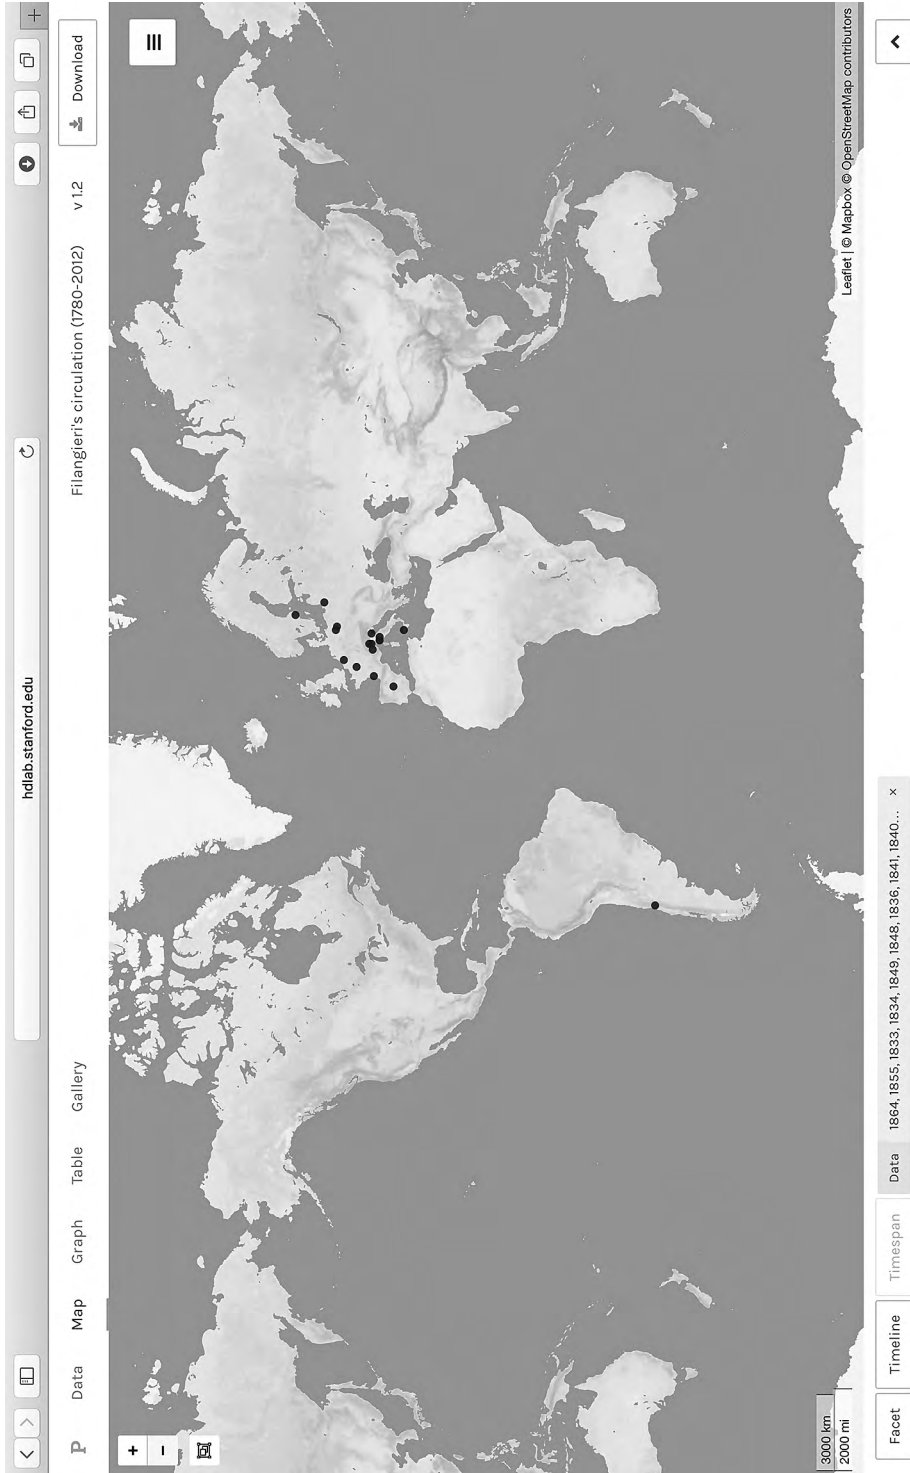 hdlab.stanford.edu
P Data Map Graph Table Gallery Filangieri's circulation (1780-2012) v 1.2 Download
+
−
3000 km
2000 mi
Leaflet | © Mapbox © OpenStreetMap contributors
Facet Timeline Timespan Data 1864, 1855, 1833, 1834, 1849, 1848, 1836, 1841, 1840... ×